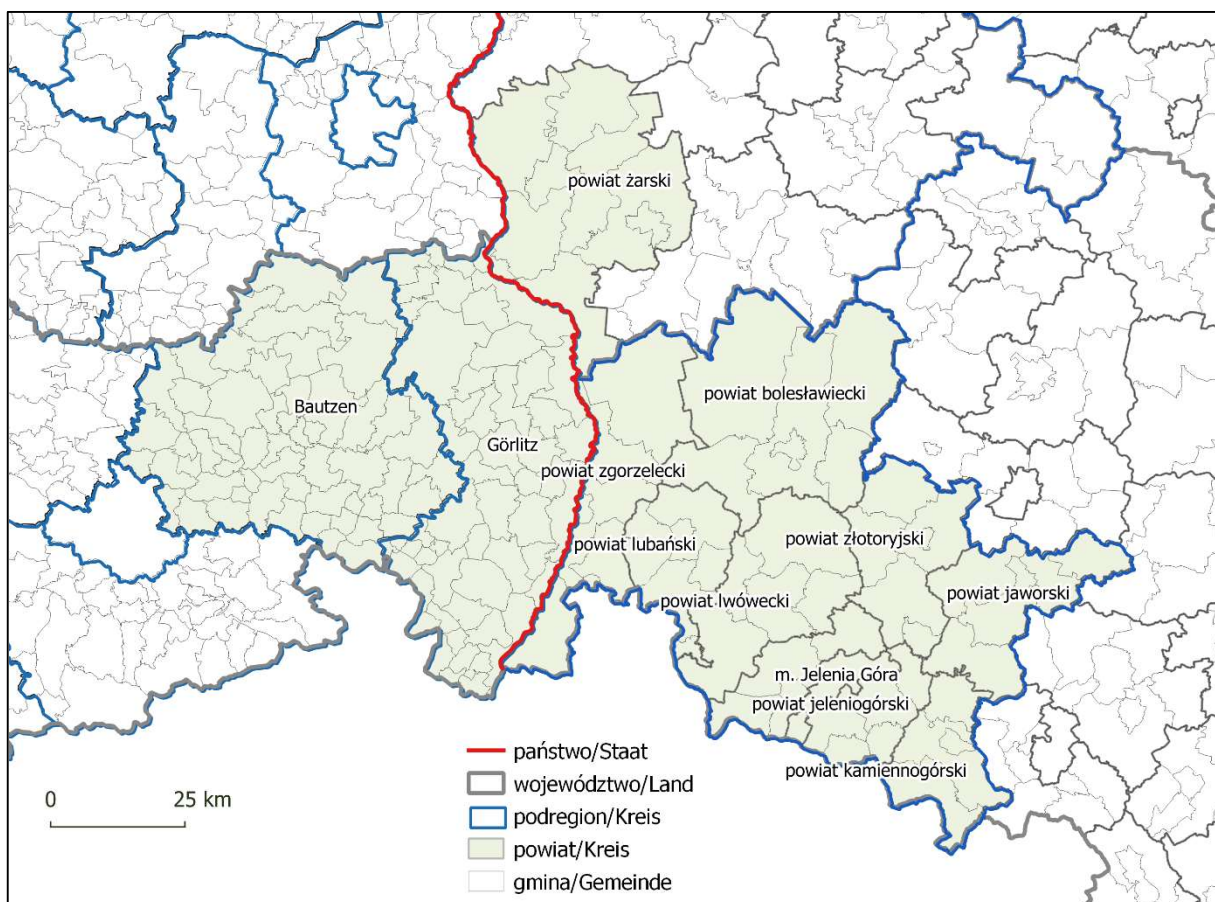 powiat żarski
powiat bolesławiecki
Bautzen
Görlitz
powiat zgorzelecki
powiat lubański
powiat złotoryjski
powiat lwówecki
powiat jaworski
m. Jelenia Góra
powiat jeleniogórski
powiat kamiennogórski
państwo/Staat
województwo/Land
podregion/Kreis
powiat/Kreis
gmina/Gemeinde
0 25 km